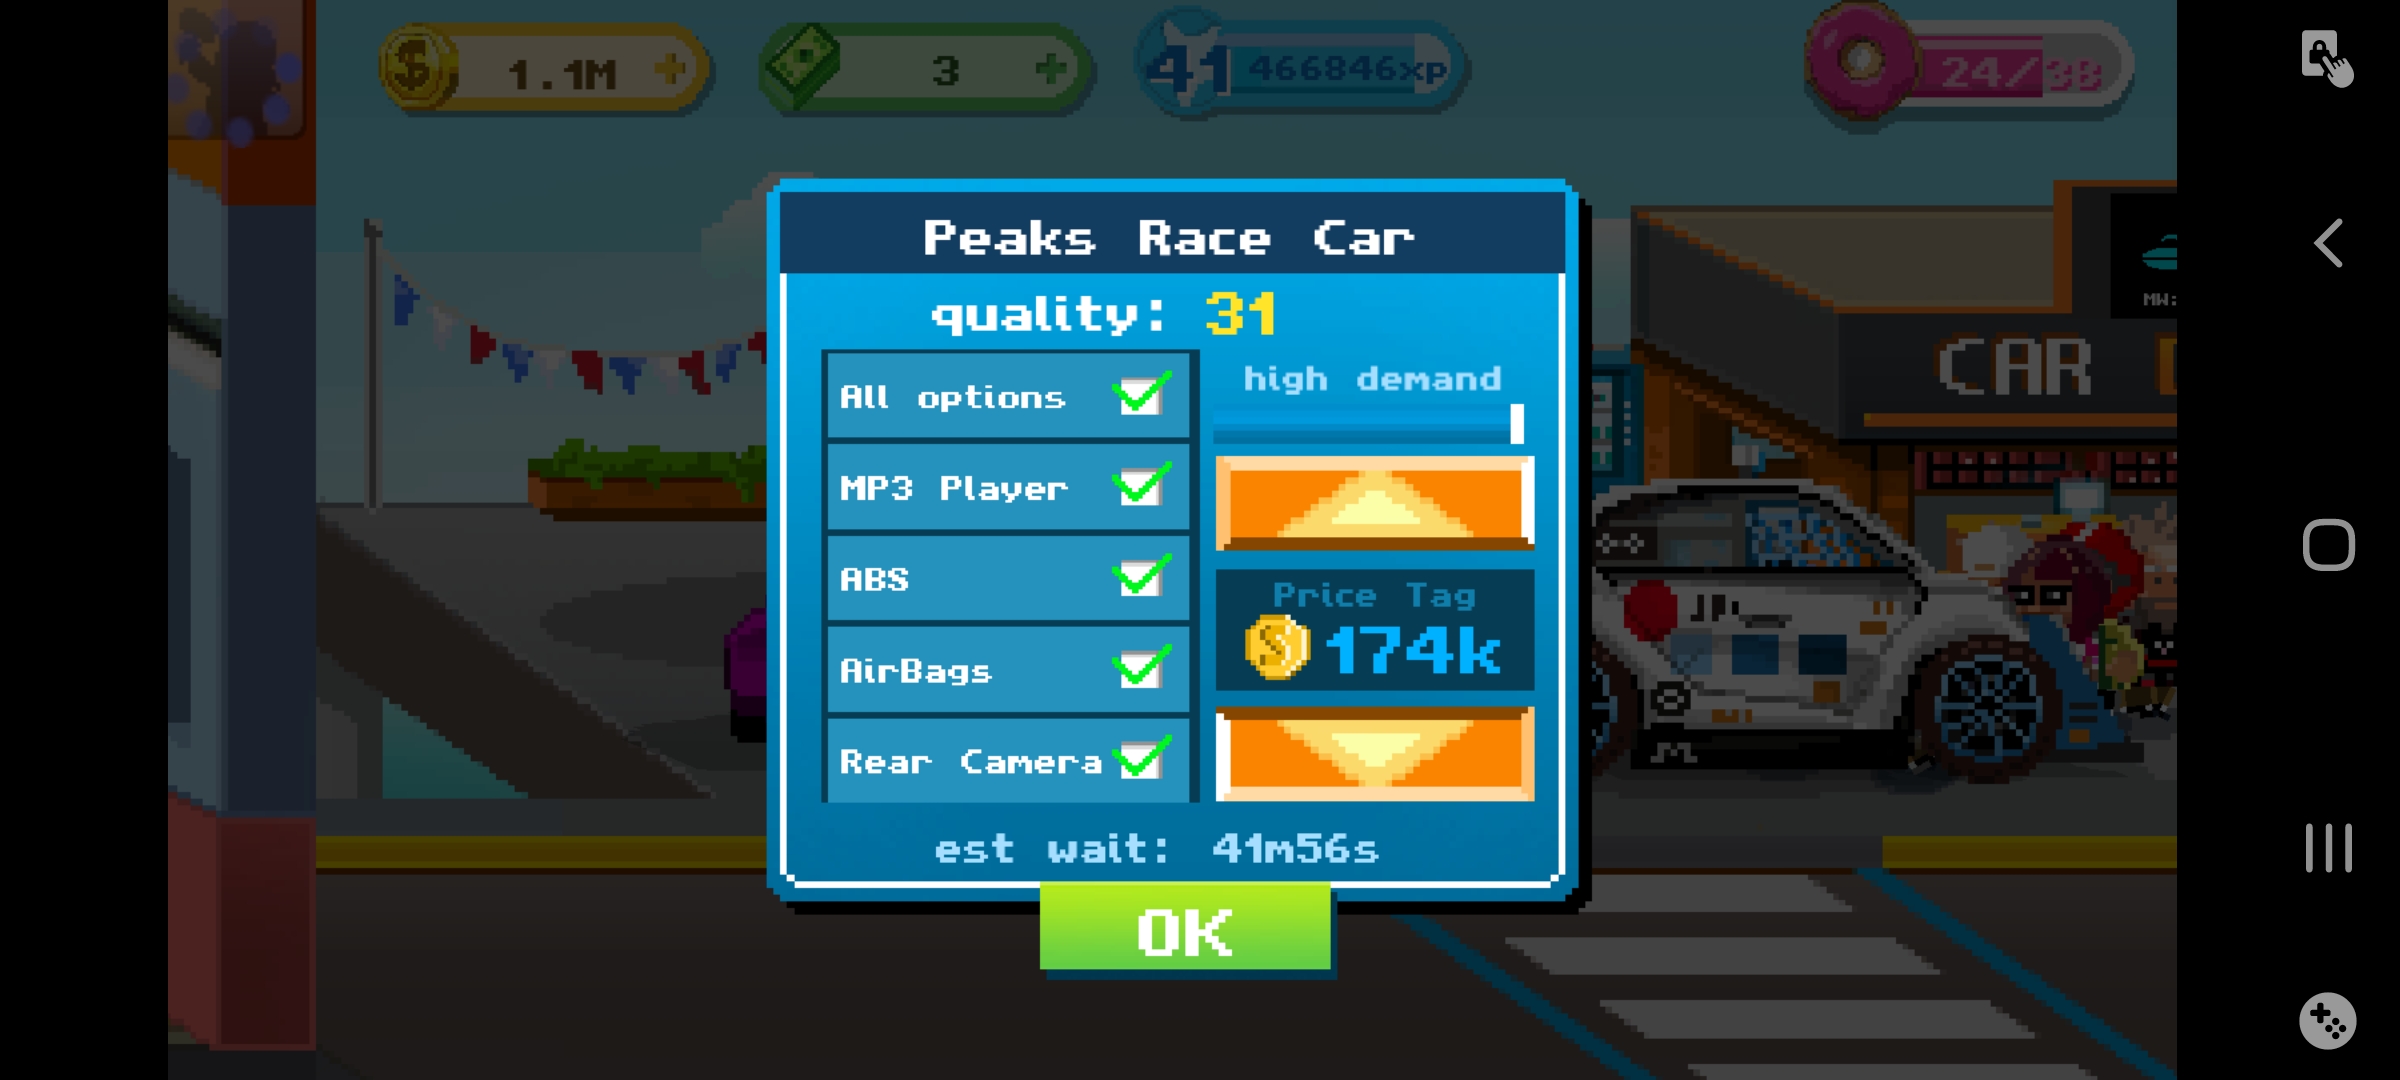 1.1M
3
41 466846xp
24/38
Peaks Race Car
quality: 31
All options
MP3 Player
ABS
AirBags
Rear Camera
high demand
Price Tag
174k
est wait: 41m56s
OK
MW:
CAR